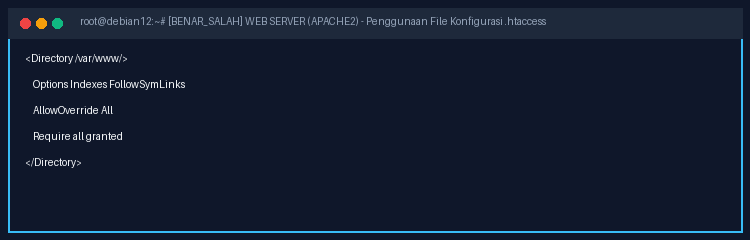 root@debian12:~# [BENAR_SALAH] WEB SERVER (APACHE2) - Penggunaan File Konfigurasi .htaccess
<Directory /var/www/>
    Options Indexes FollowSymLinks
    AllowOverride All
    Require all granted
</Directory>